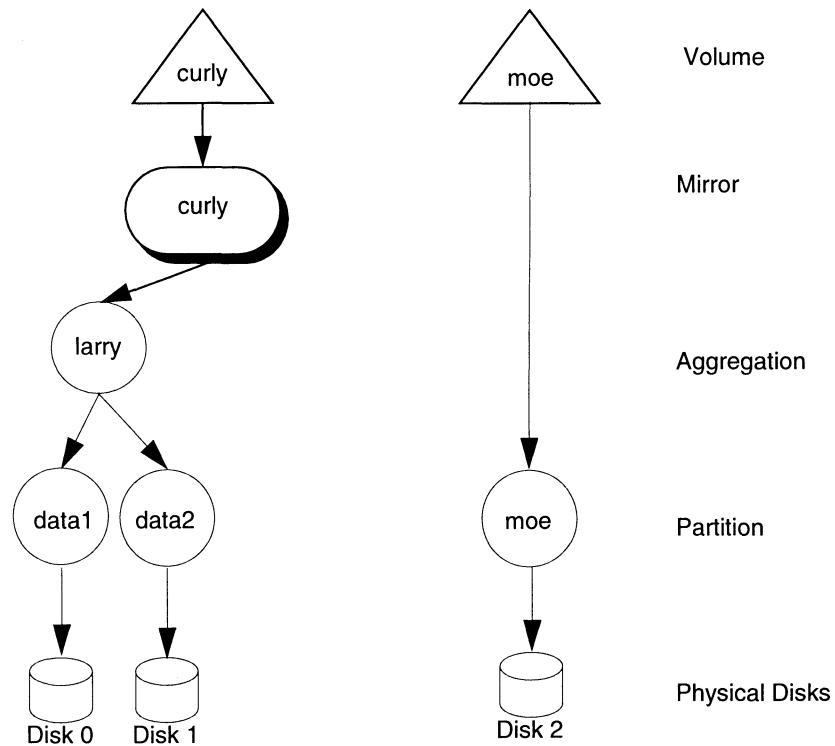 curly
moe
Volume
curly
Mirror
larry
Aggregation
data1
data2
moe
Partition
Physical Disks
Disk 0
Disk 1
Disk 2